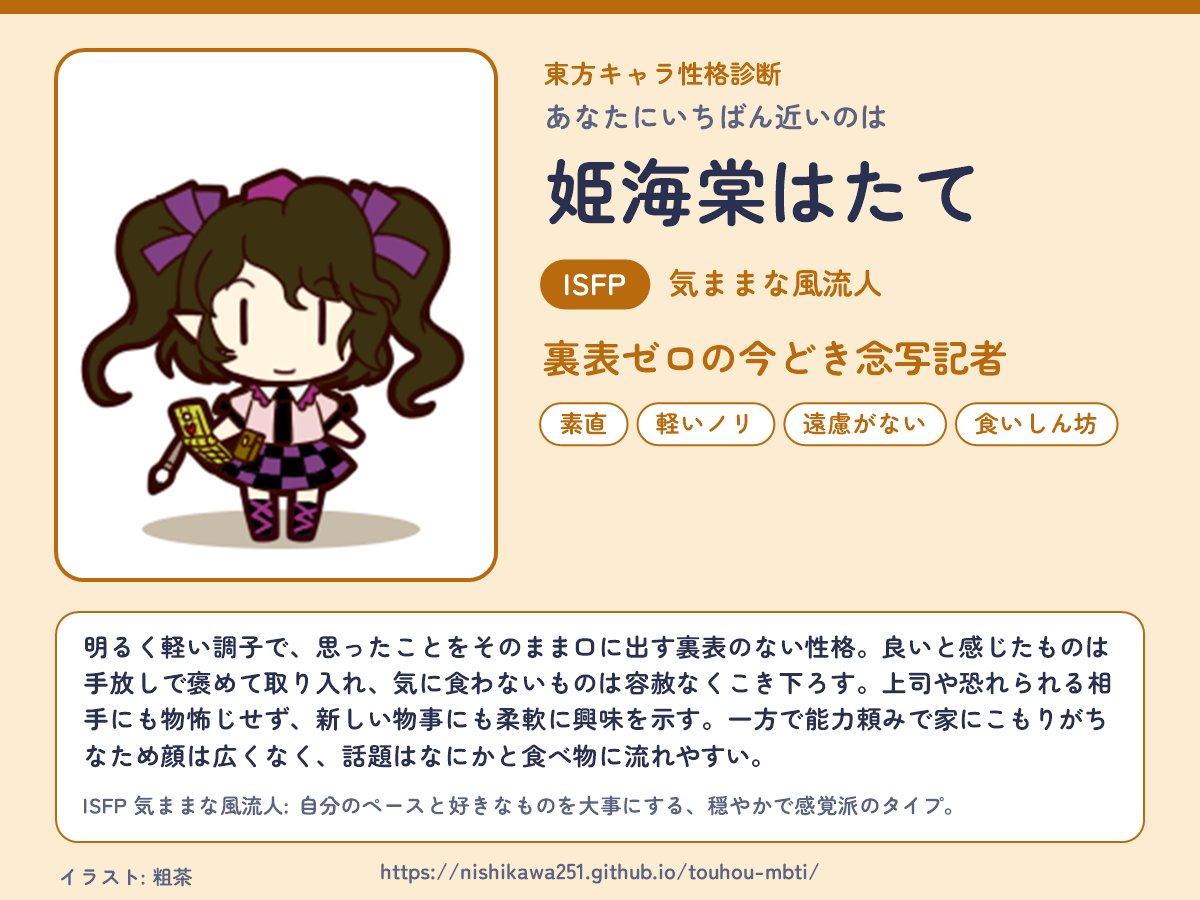 東方キャラ性格診断
あなたにいちばん近いのは
姫海棠はたて
ISFP 気ままな風流人
裏表ゼロの今どき念写記者
素直 軽いノリ 遠慮がない 食いしん坊
明るく軽い調子で、思ったことをそのまま口に出す裏表のない性格。良いと感じたものは
手放しで褒めて取り入れ、気に食わないものは容赦なくこき下ろす。上司や恐れられる相
手にも物怖じせず、新しい物事にも柔軟に興味を示す。一方で能力頼みで家にこもりがち
なため顔は広くなく、話題はなにかと食べ物に流れやすい。
ISFP 気ままな風流人: 自分のペースと好きなものを大事にする、穏やかで感覚派のタイプ。
イラスト: 粗茶
https://nishikawa251.github.io/touhou-mbti/